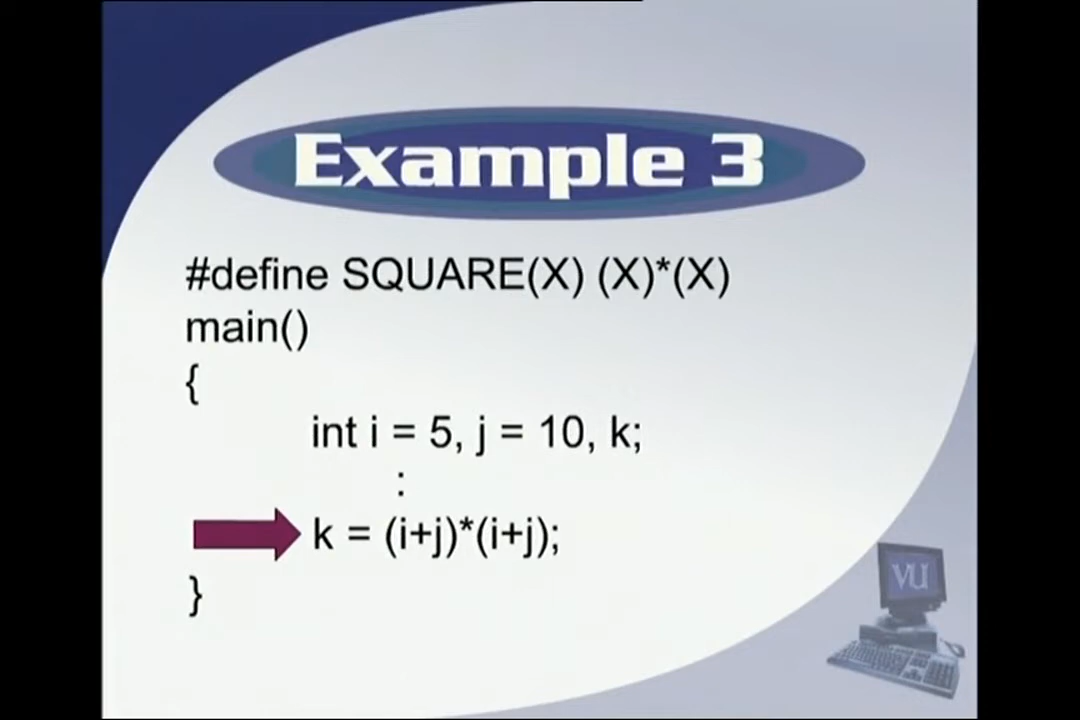 Example 3
#define SQUARE(X) (X)*(X)
main()
{
int i = 5, j = 10, k;
:
k = (i+j)*(i+j);
}
VU